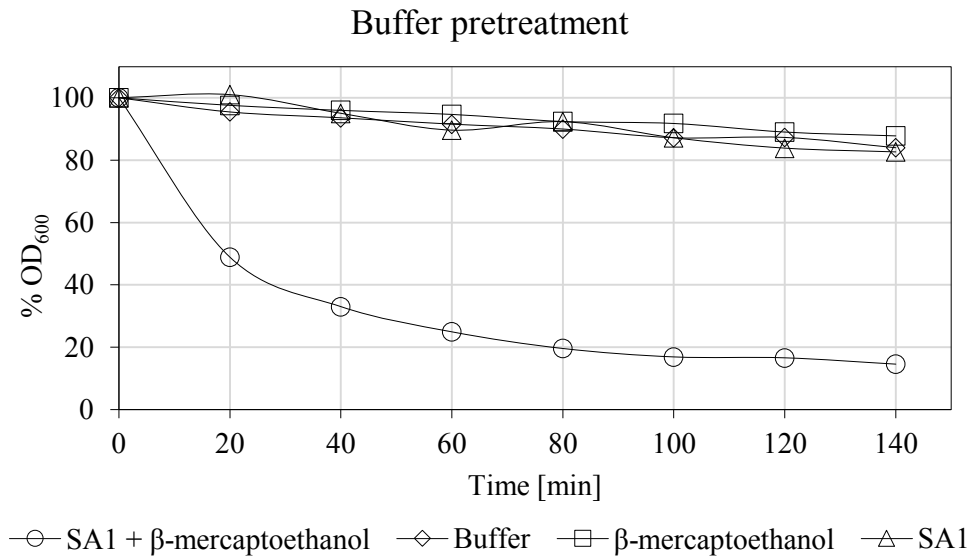 Buffer pretreatment
100
80
60
40
20
0
% OD₆₀₀
0 20 40 60 80 100 120 140
Time [min]
SA1 + β-mercaptoethanol Buffer β-mercaptoethanol SA1